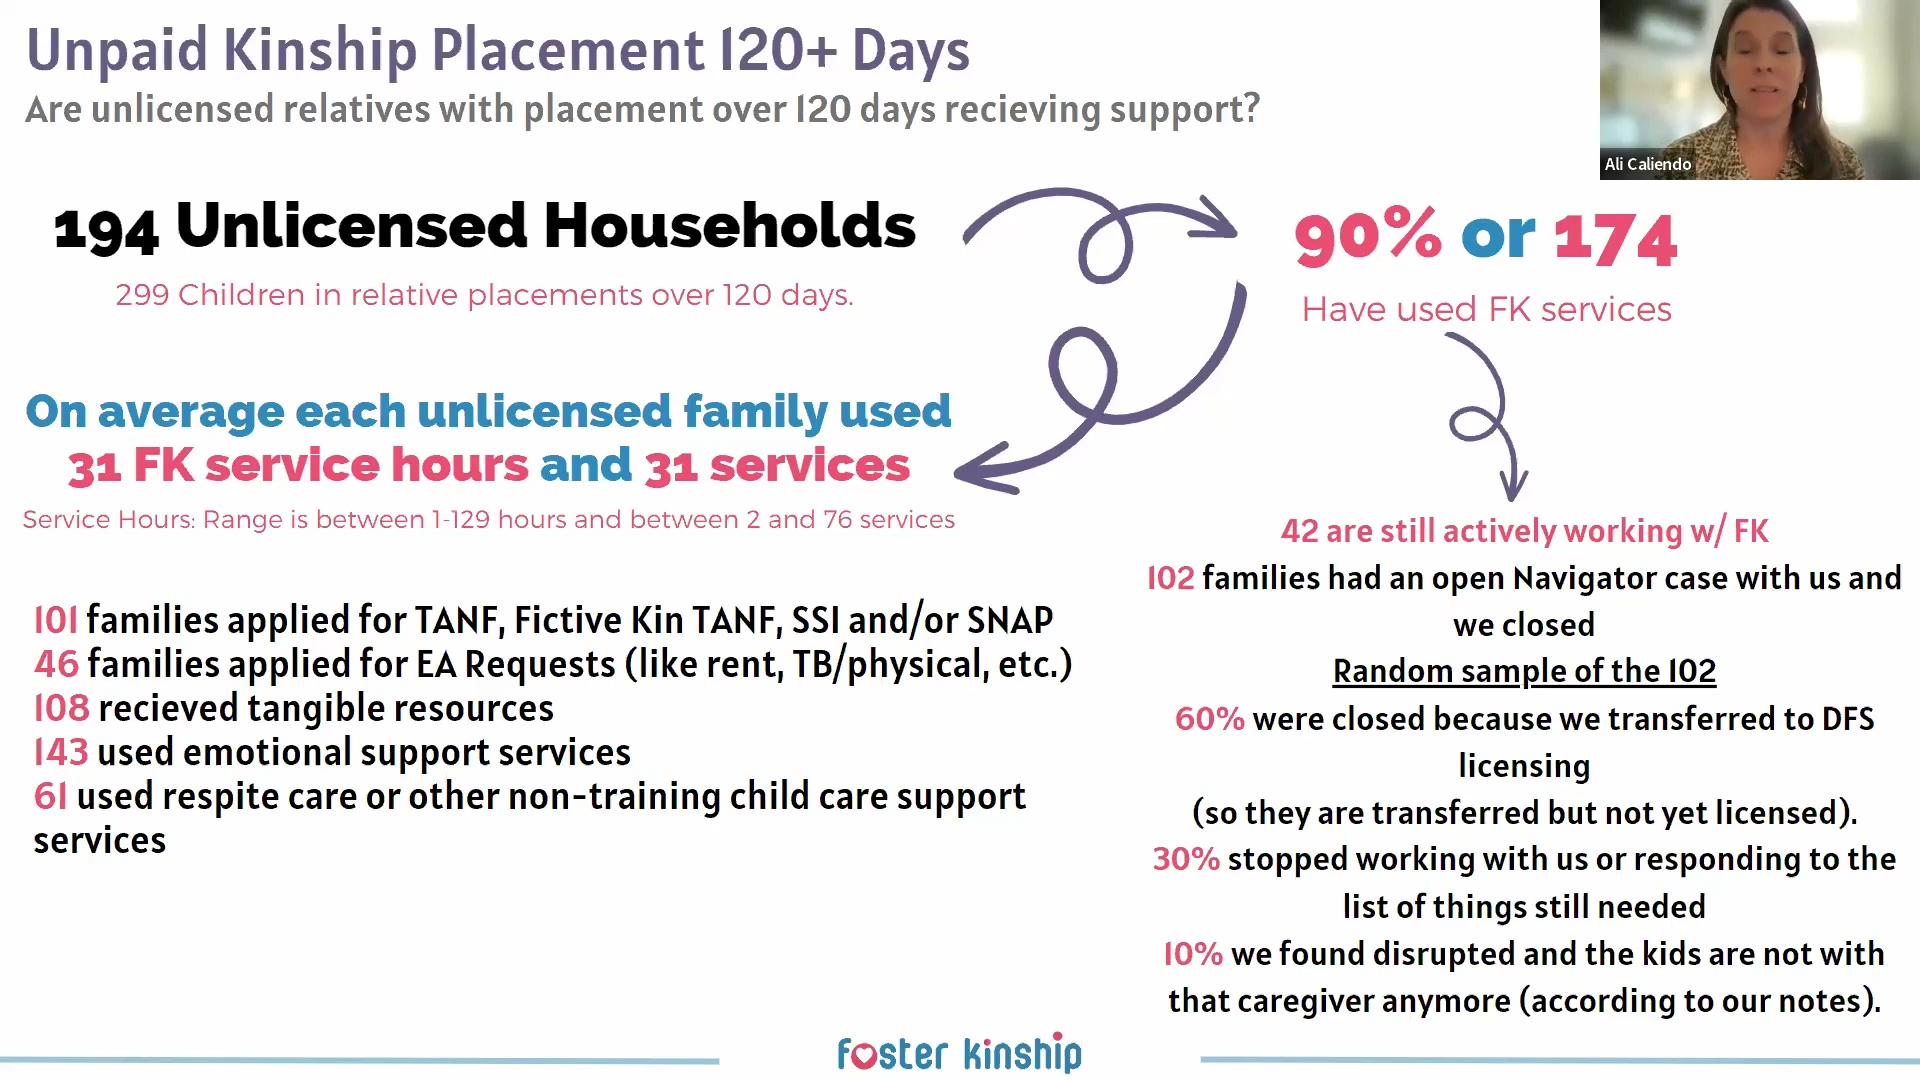 Unpaid Kinship Placement 120+ Days
Are unlicensed relatives with placement over 120 days recieving support?
Ali Caliendo
194 Unlicensed Households
299 Children in relative placements over 120 days.
90% or 174
Have used FK services
On average each unlicensed family used
31 FK service hours and 31 services
Service Hours: Range is between 1-129 hours and between 2 and 76 services
101 families applied for TANF, Fictive Kin TANF, SSI and/or SNAP
46 families applied for EA Requests (like rent, TB/physical, etc.)
108 recieved tangible resources
143 used emotional support services
61 used respite care or other non-training child care support
services
42 are still actively working w/ FK
102 families had an open Navigator case with us and
we closed
Random sample of the 102
60% were closed because we transferred to DFS
licensing
(so they are transferred but not yet licensed).
30% stopped working with us or responding to the
list of things still needed
10% we found disrupted and the kids are not with
that caregiver anymore (according to our notes).
foster kinship